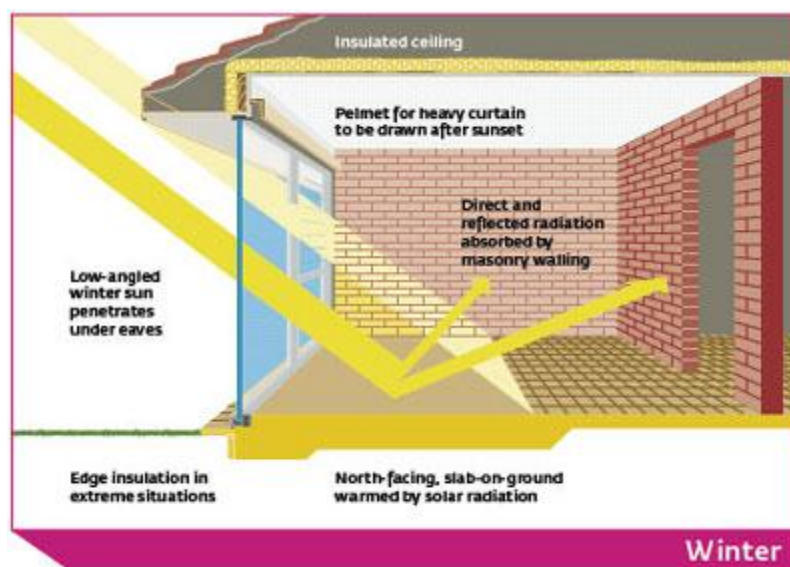 Insulated ceiling
Pelmet for heavy curtain
to be drawn after sunset
Direct and
reflected radiation
absorbed by
masonry walling
Low-angled
winter sun
penetrates
under eaves
Edge insulation in
extreme situations
North-facing, slab-on-ground
warmed by solar radiation
Winter